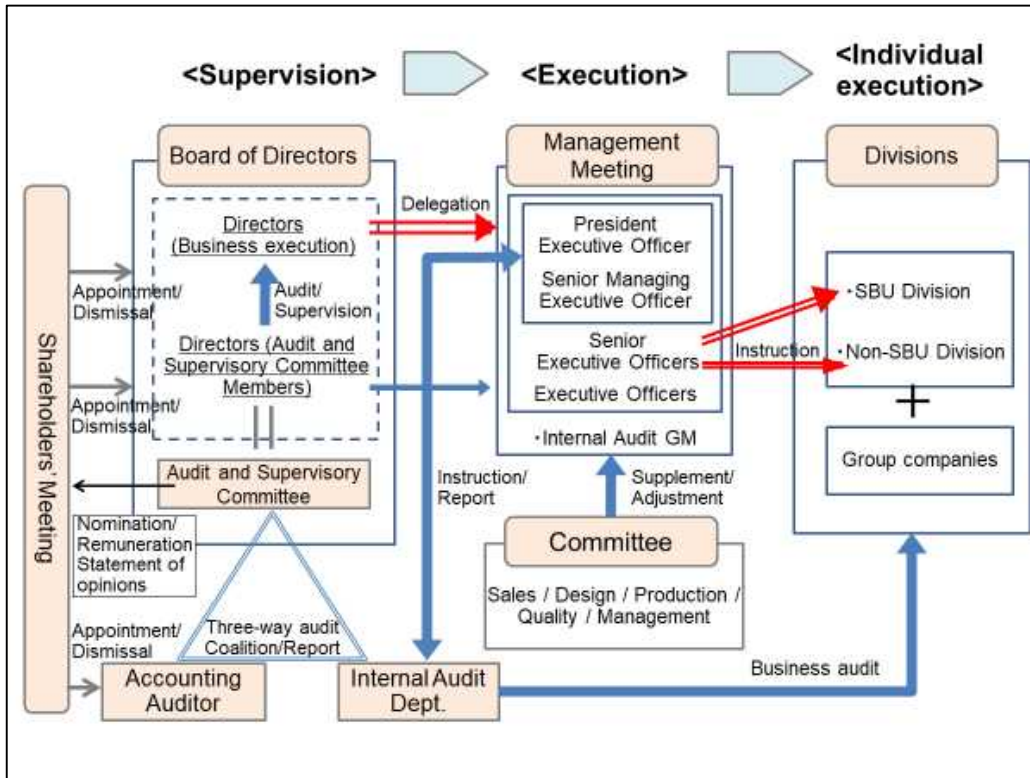 <Supervision>
<Execution>
<Individual
execution>
Board of Directors
Management
Meeting
Divisions
Shareholders' Meeting
Appointment/
Dismissal
Appointment/
Dismissal
Directors
(Business execution)
Audit/
Supervision
Directors (Audit and
Supervisory Committee
Members)
Audit and Supervisory
Committee
Nomination/
Remuneration
Statement of
opinions
Appointment/
Dismissal
Three-way audit
Coalition/Report
Accounting
Auditor
Internal Audit
Dept.
Delegation
President
Executive Officer
Senior Managing
Executive Officer
Senior
Executive Officers
Executive Officers
・Internal Audit GM
Instruction/
Report
Supplement/
Adjustment
Committee
Sales / Design / Production /
Quality / Management
Instruction
・SBU Division
・Non-SBU Division
+
Group companies
Business audit